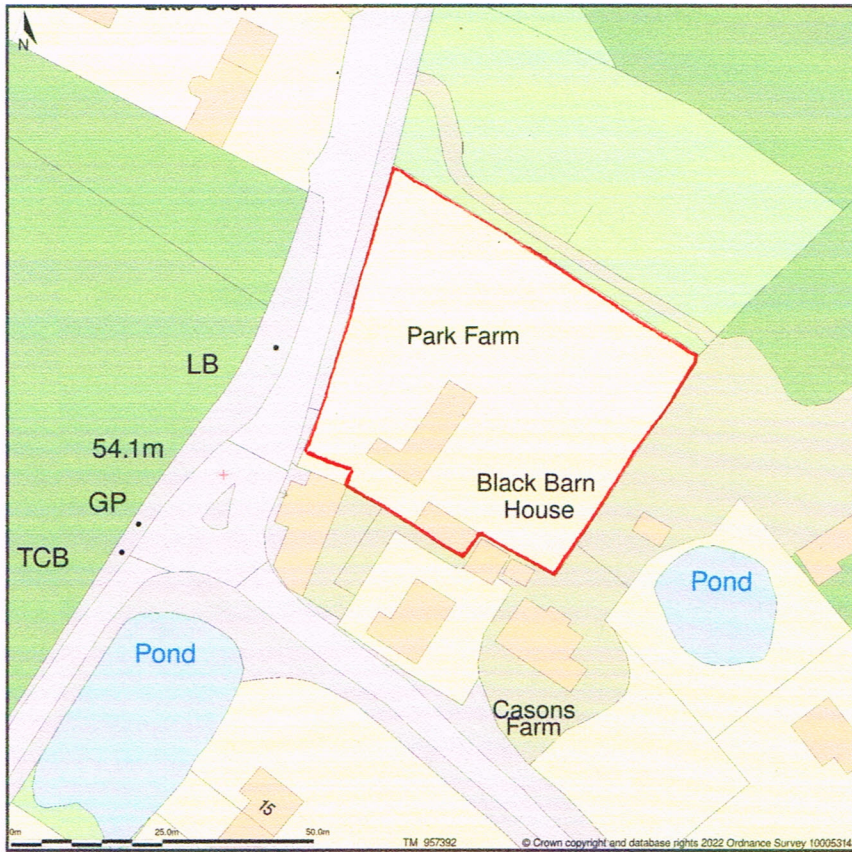 N
Park Farm
LB
54.1m
Black Barn
House
GP
TCB
Pond
Pond
Casons
Farm
15
0m
25.0m
50.0m
TM 957392
© Crown copyright and database rights 2022 Ordnance Survey 10005314